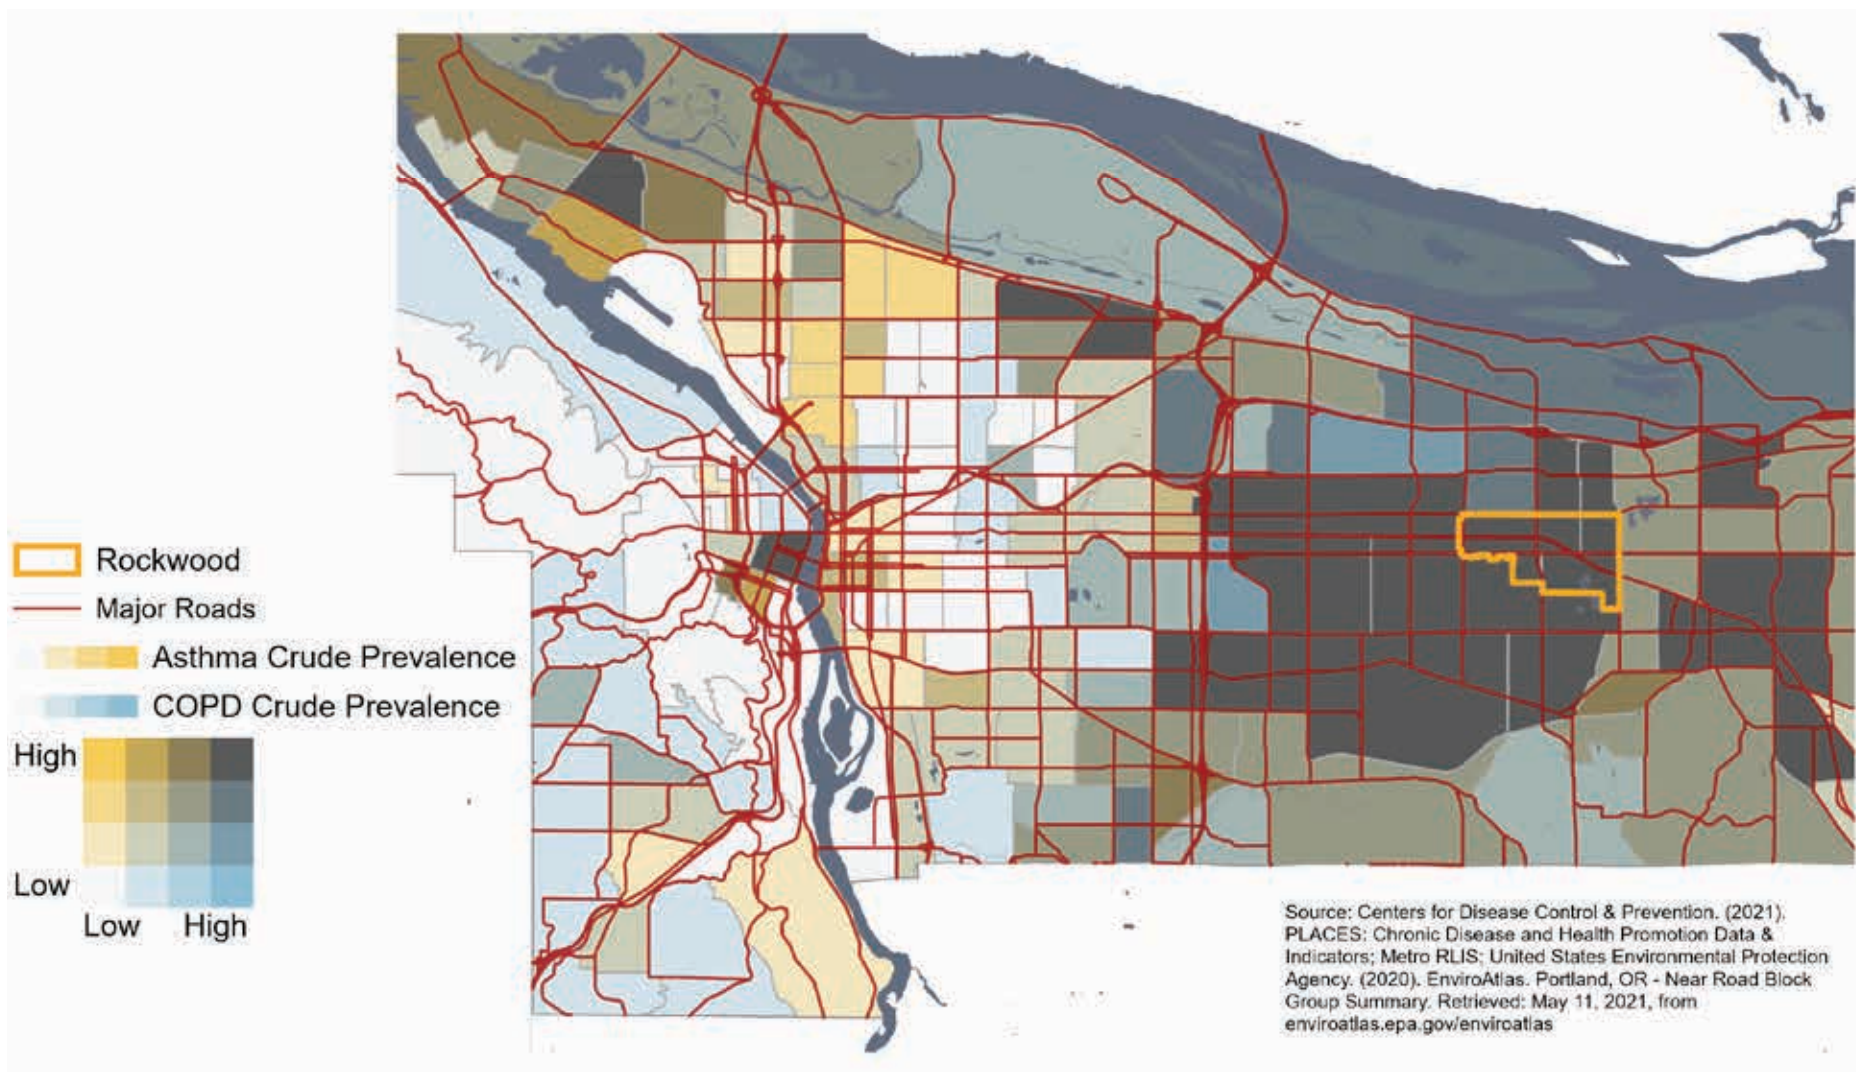 Rockwood
Major Roads
Asthma Crude Prevalence
COPD Crude Prevalence
High
Low
Low High
Source: Centers for Disease Control & Prevention. (2021).
PLACES: Chronic Disease and Health Promotion Data &
Indicators; Metro RLIS; United States Environmental Protection
Agency. (2020). EnviroAtlas. Portland, OR - Near Road Block
Group Summary. Retrieved: May 11, 2021, from
enviroatlas.epa.gov/enviroatlas